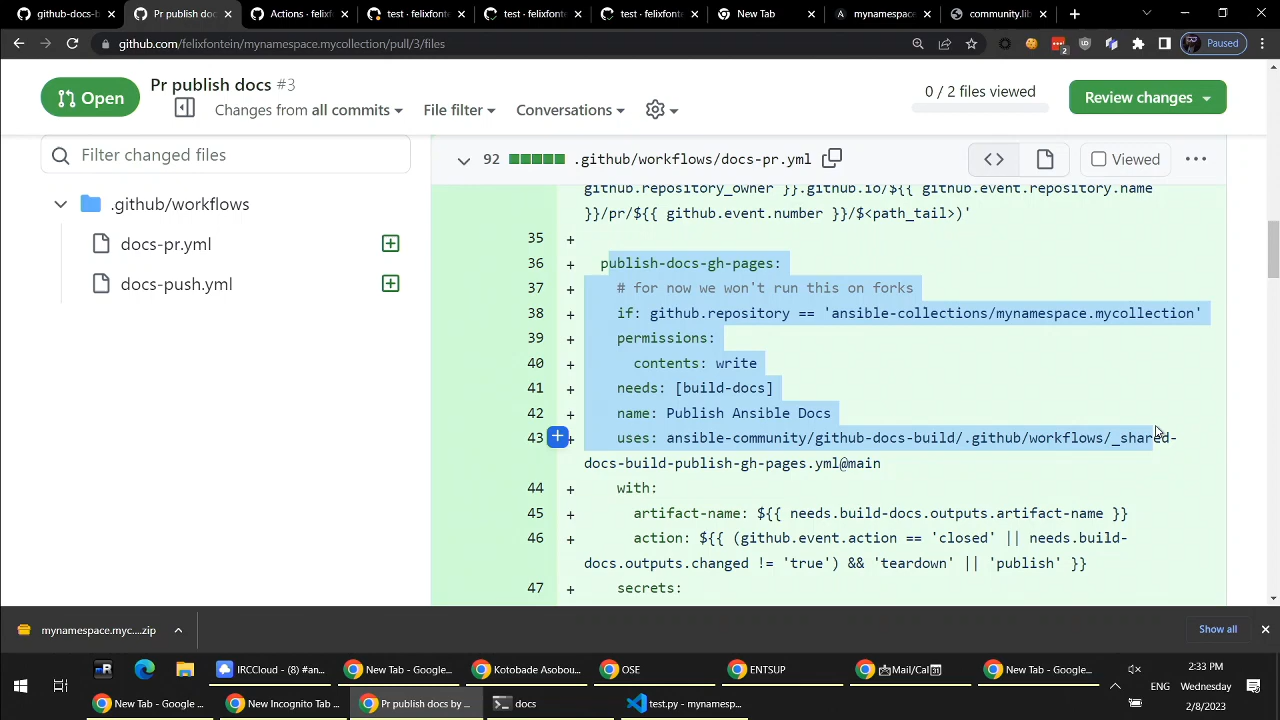 github-docs-b
Pr publish docs
Actions · felixf
test · felixfonte
test · felixfonte
test · felixfonte
New Tab
mynamespace
community.lib
github.com/felixfontein/mynamespace.mycollection/pull/3/files
2
Paused
Open
Pr publish docs #3
Changes from all commits
File filter
Conversations
0 / 2 files viewed
Review changes
Filter changed files
92
.github/workflows/docs-pr.yml
Viewed
.github/workflows
docs-pr.yml
docs-push.yml
github.repository_owner }}.github.io/${{ github.event.repository.name
}}/pr/${{ github.event.number }}/$<path_tail>)'
35 +
36 + publish-docs-gh-pages:
37 + # for now we won't run this on forks
38 + if: github.repository == 'ansible-collections/mynamespace.mycollection'
39 + permissions:
40 + contents: write
41 + needs: [build-docs]
42 + name: Publish Ansible Docs
43 + uses: ansible-community/github-docs-build/.github/workflows/_shared-
docs-build-publish-gh-pages.yml@main
44 + with:
45 + artifact-name: ${{ needs.build-docs.outputs.artifact-name }}
46 + action: ${{ (github.event.action == 'closed' || needs.build-
docs.outputs.changed != 'true') && 'teardown' || 'publish' }}
47 + secrets:
mynamespace.myc....zip
Show all
IRCCloud - (8) #an...
New Tab - Google...
Kotobade Asobou...
OSE
ENTSUP
Mail/Cal
New Tab - Google...
New Tab - Google ...
New Incognito Tab ...
Pr publish docs by ...
docs
test.py - mynamesp...
ENG
2:33 PM
Wednesday
2/8/2023